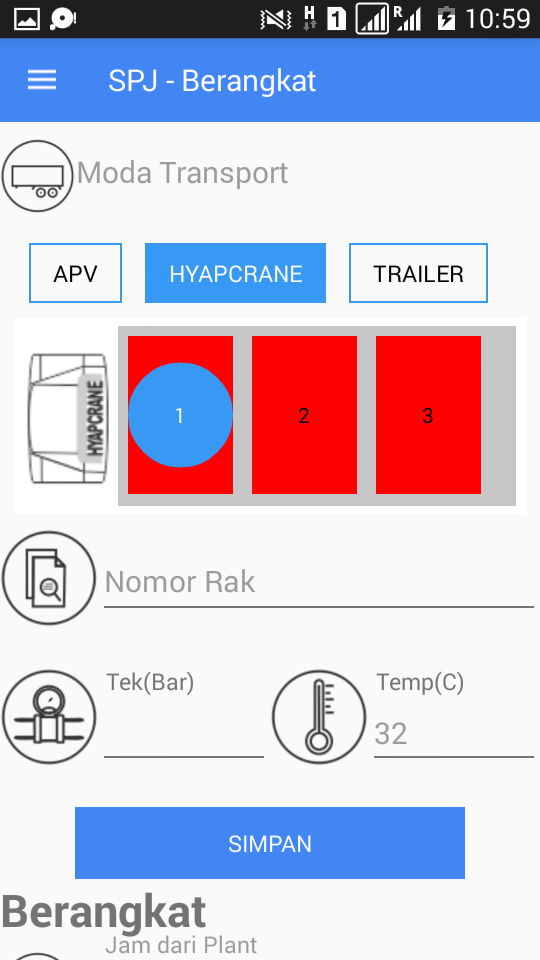 H 1 R 10:59
SPJ - Berangkat
Moda Transport
APV HYAPCRANE TRAILER
HYAPCRANE 1 2 3
Nomor Rak
Tek(Bar) Temp(C)
32
SIMPAN
Berangkat
Jam dari Plant